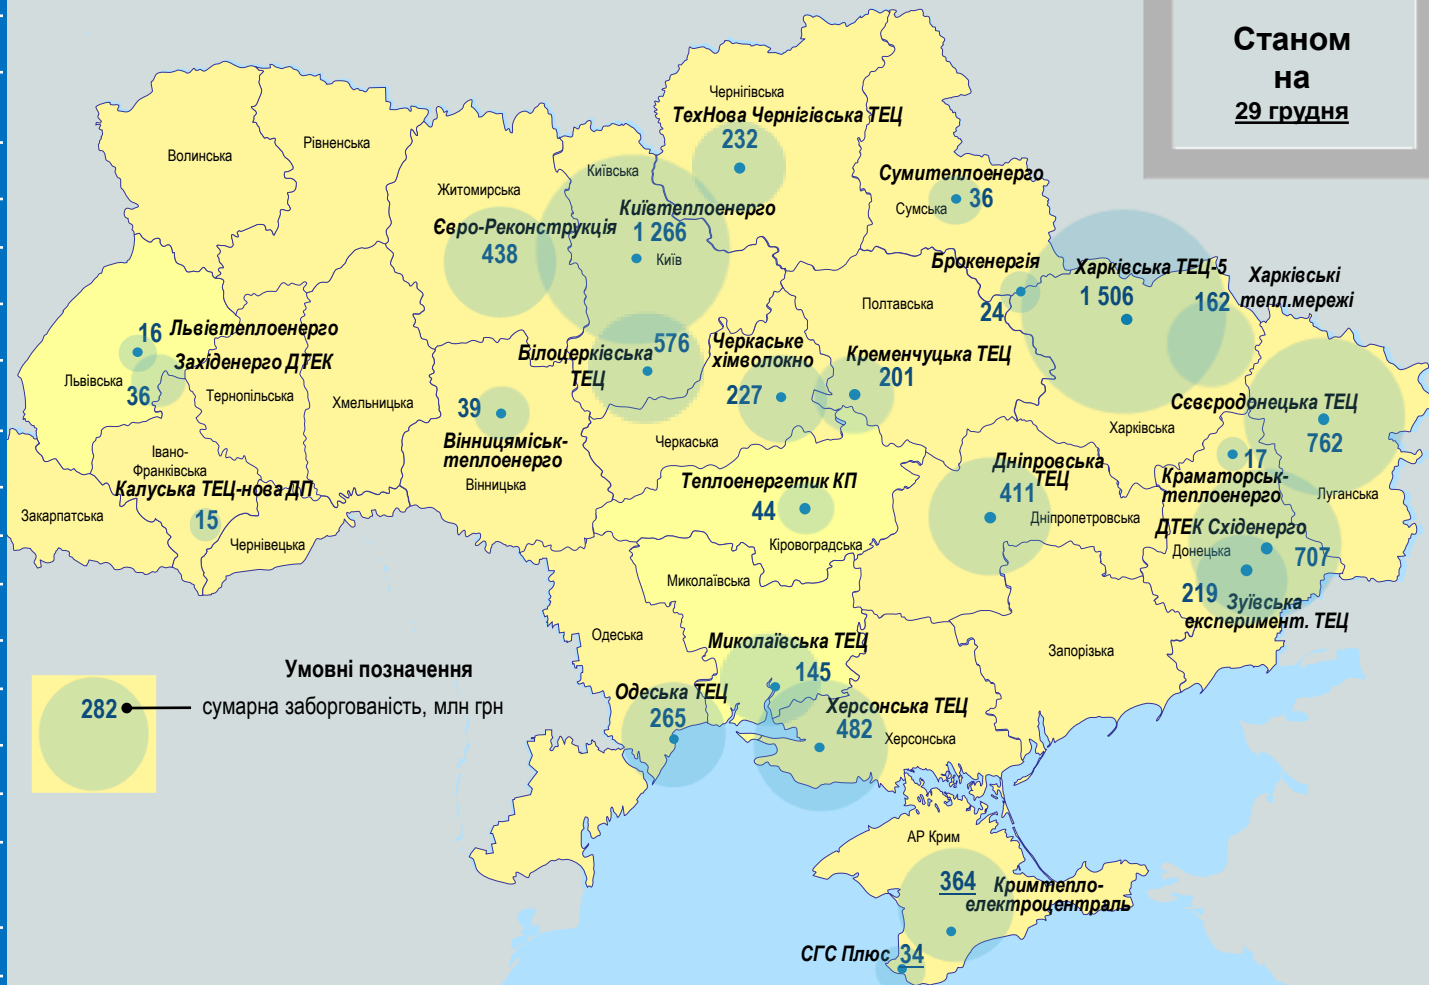 Станом
на
29 грудня
Чернігівська
ТехНова Чернігівська ТЕЦ
232
Волинська
Рівненська
Житомирська
Київська
Сумитеплоенерго
Сумська
36
Київтеплоенерго
1 266
Київ
Євро-Реконструкція
438
Брокенергія
24
Харківська ТЕЦ-5
1 506
Харківські
тепл.мережі
162
Полтавська
16
Львівтеплоенерго
Західенерго ДТЕК
Львівська
36
Тернопільська
Хмельницька
Білоцерківська
ТЕЦ
576
Черкаське
хімволокно
227
Кременчуцька ТЕЦ
201
39
Вінницяміськ-
теплоенерго
Вінницька
Черкаська
Харківська
Сєвєродонецька ТЕЦ
762
Луганська
17
Краматорськ-
теплоенерго
Івано-
Франківська
Калуська ТЕЦ-нова ДП
15
Закарпатська
Чернівецька
Теплоенергетик КП
44
Кіровоградська
Дніпровська
ТЕЦ
411
Дніпропетровська
ДТЕК Східенерго
Донецька
707
219
Зуївська
експеримент. ТЕЦ
Миколаївська
Одеська
Миколаївська ТЕЦ
145
Запорізька
Одеська ТЕЦ
265
Херсонська ТЕЦ
482
Херсонська
Умовні позначення
282
сумарна заборгованість, млн грн
АР Крим
364
Кримтепло-
електроцентраль
СГС Плюс
34